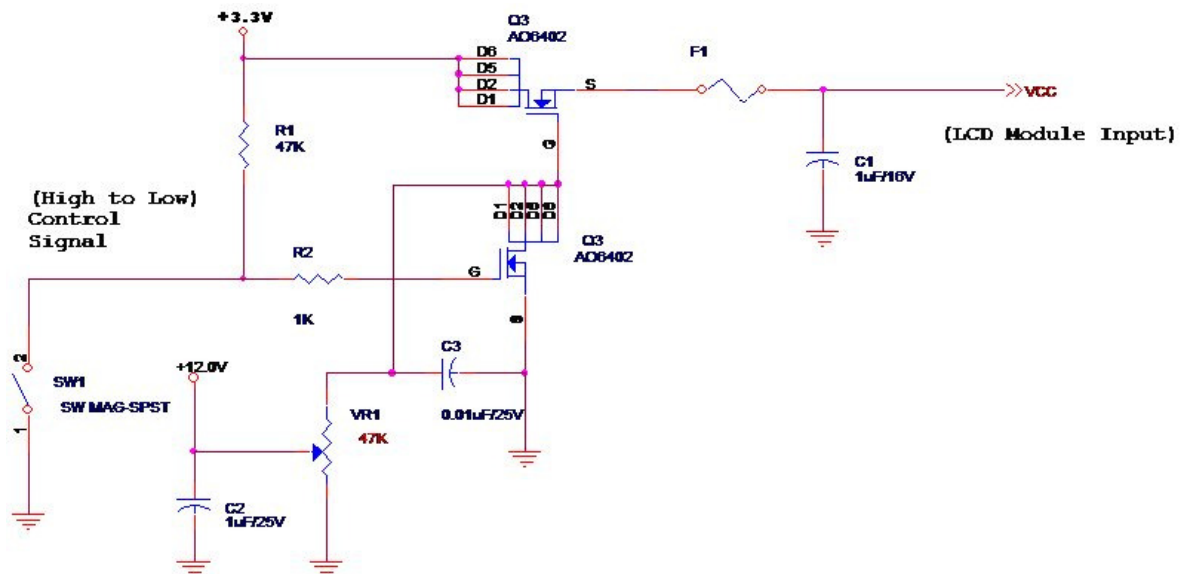 +3.3V
Q3
AO6402
D6
D5
D2
D1
S
F1
VCC
(LCD Module Input)
R1
47K
C1
1uF/16V
G
(High to Low)
Control
Signal
D1
D2
Q3
AO6402
R2
G
1K
2
+12.0V
C3
SW1
SW MAG-SPST
VR1
47K
0.01uF/25V
1
C2
1uF/25V